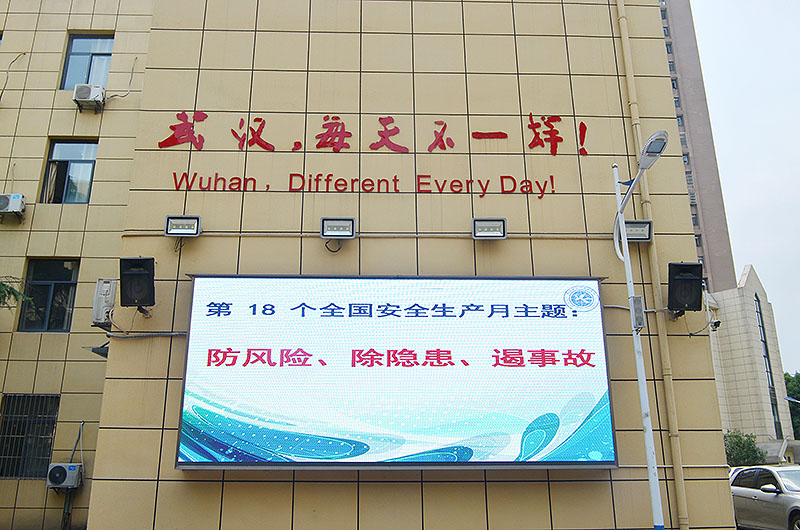 武汉，每天不一样！
Wuhan, Different Every Day!
第 18 个全国安全生产月主题：
防风险、除隐患、遏事故